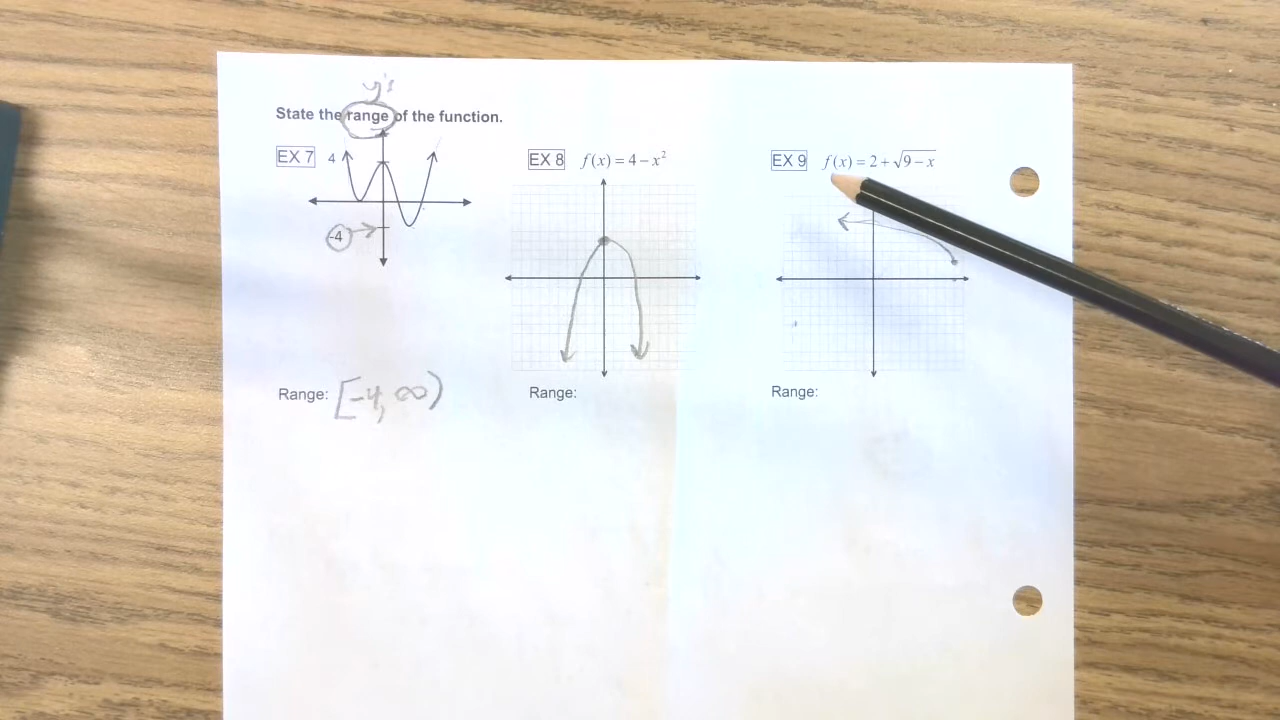 y's
State the range of the function.
EX 7 4
-4
Range: [-4, ∞)
EX 8 f(x) = 4 − x²
Range:
EX 9 f(x) = 2 + √9 − x
Range: